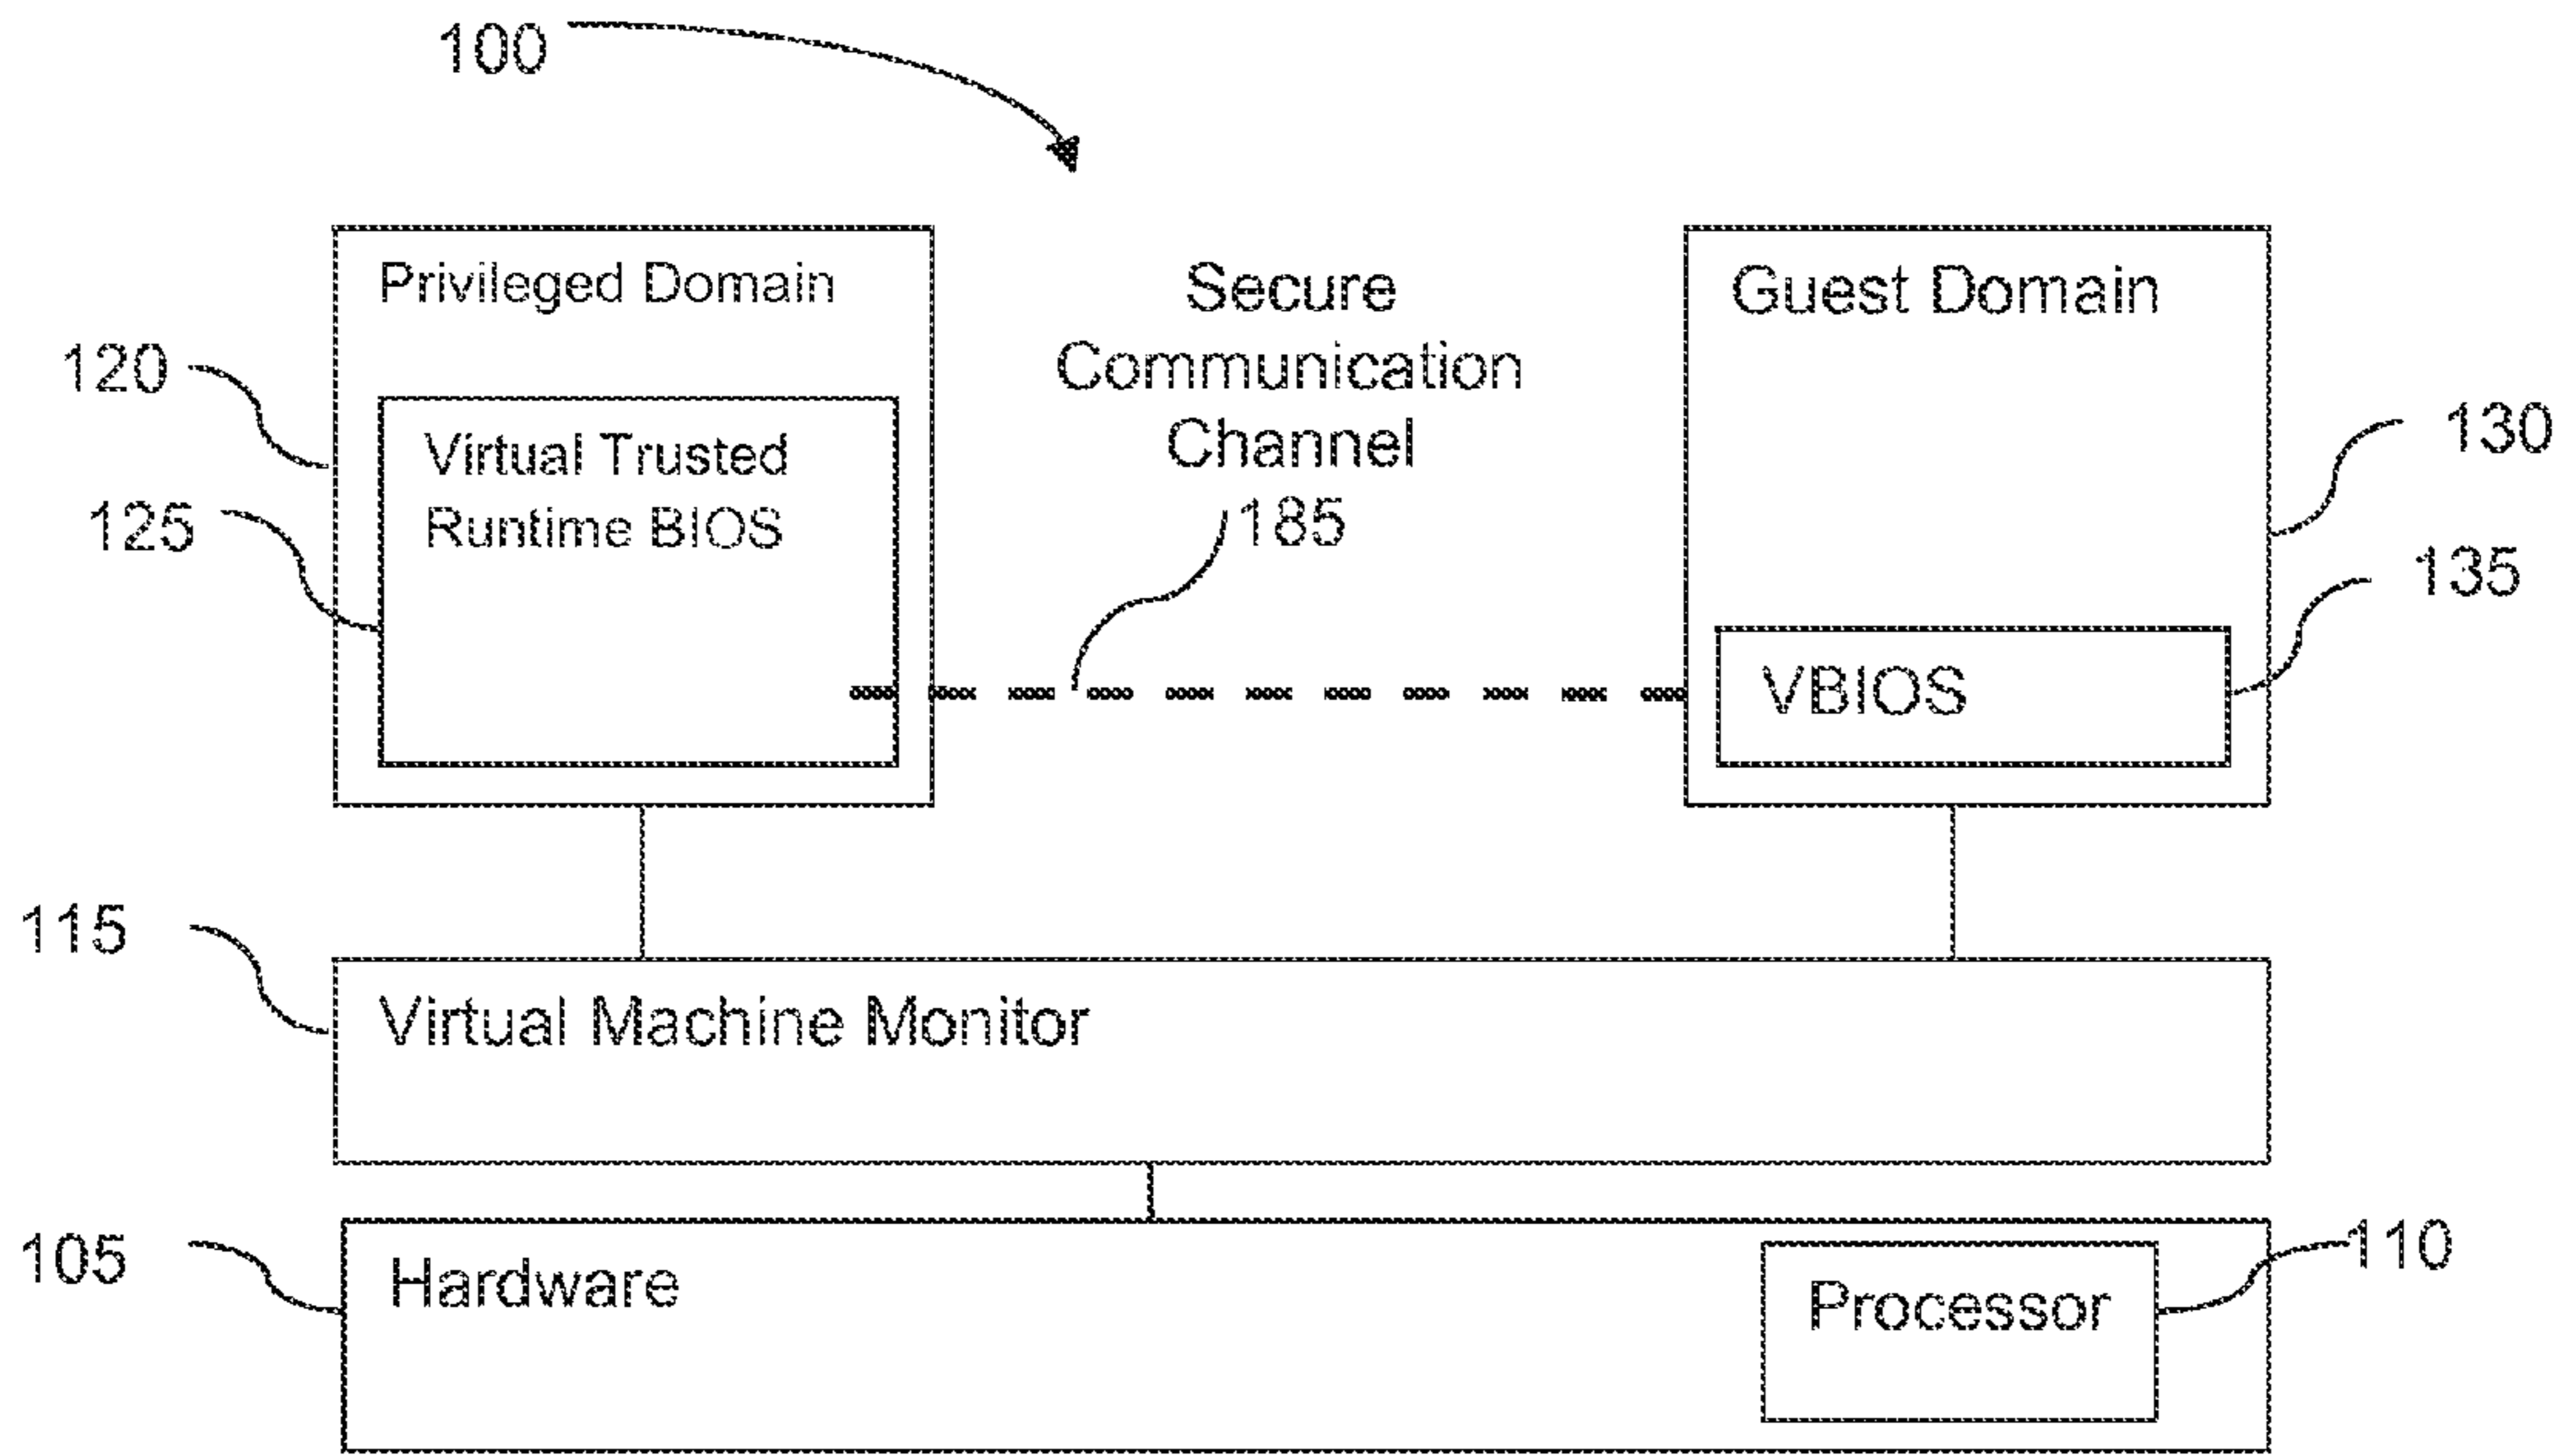 100
Privileged Domain
Secure
Communication
Channel
185
Guest Domain
120
Virtual Trusted
Runtime BIOS
125
130
135
VBIOS
115
Virtual Machine Monitor
105
Hardware
Processor
110